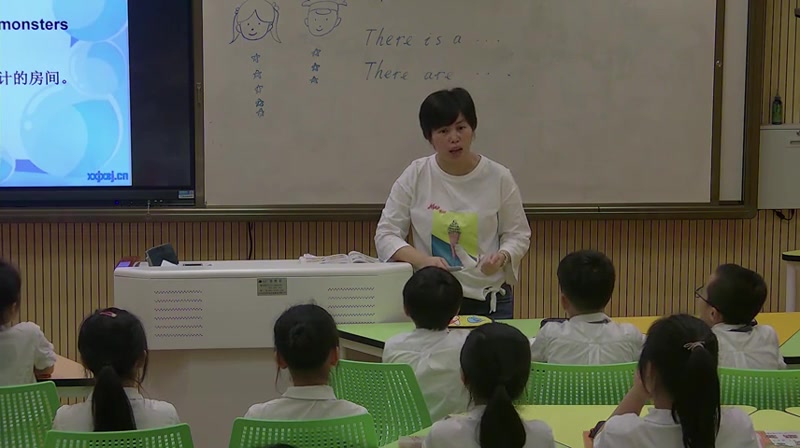 monsters
计的房间。
xxjxsj.cn
There is a ...
There are ....